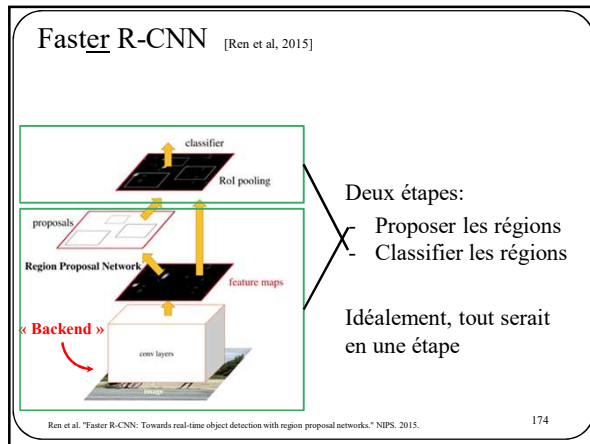 Faster R-CNN [Ren et al, 2015]
classifier
RoI pooling
proposals
Region Proposal Network
feature maps
« Backend »
conv layers
image
Deux étapes:
- Proposer les régions
- Classifier les régions
Idéalement, tout serait
en une étape
Ren et al. "Faster R-CNN: Towards real-time object detection with region proposal networks." NIPS. 2015.
174